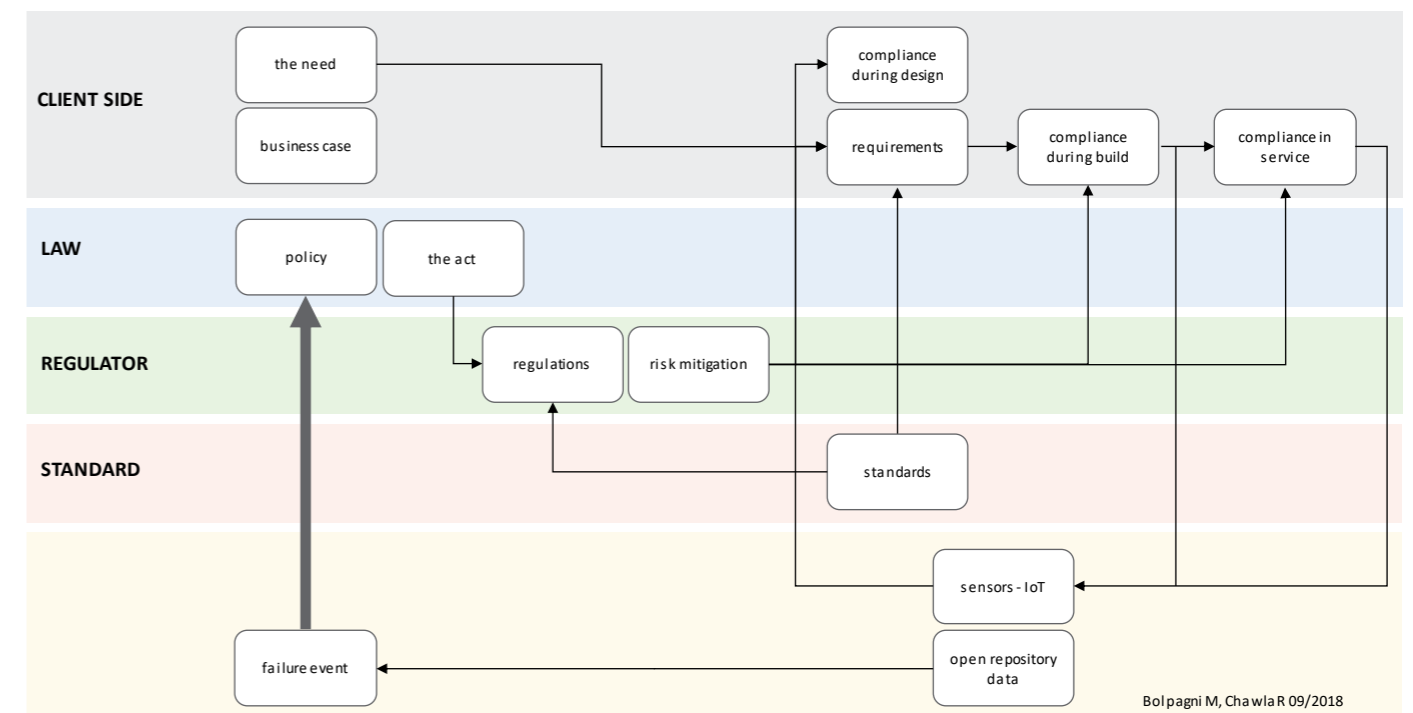 the need
compliance
during design
CLIENT SIDE
business case
requirements
compliance
during build
compliance in
service
LAW
policy
the act
REGULATOR
regulations
risk mitigation
STANDARD
standards
sensors - IoT
failure event
open repository
data
Bolpagni M, Chawla R 09/2018